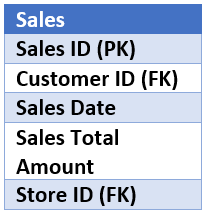 Sales
Sales ID (PK)
Customer ID (FK)
Sales Date
Sales Total
Amount
Store ID (FK)